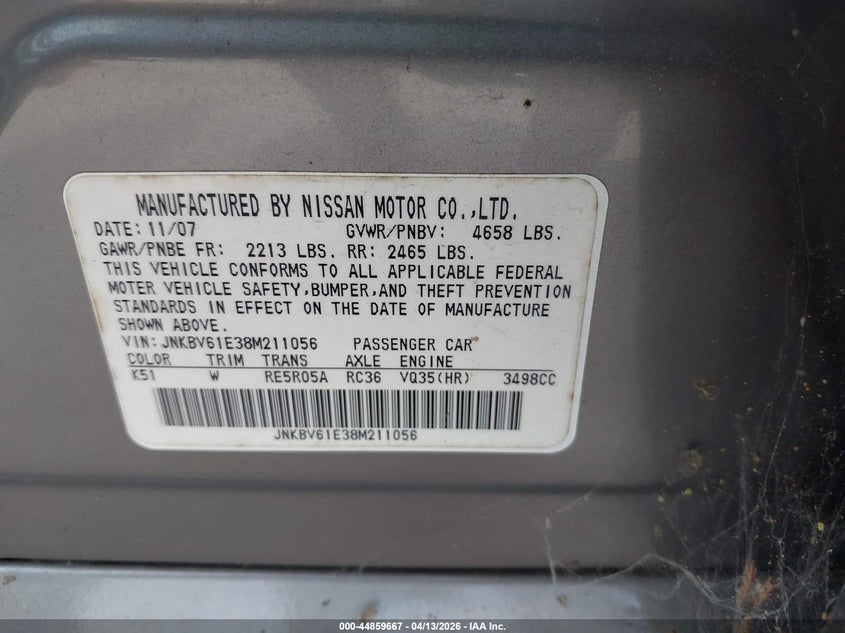 MANUFACTURED BY NISSAN MOTOR CO.,LTD.
DATE: 11/07 GVWR/PNBV: 4658 LBS.
GAWR/PNBE FR: 2213 LBS. RR: 2465 LBS.
THIS VEHICLE CONFORMS TO ALL APPLICABLE FEDERAL
MOTER VEHICLE SAFETY,BUMPER,AND THEFT PREVENTION
STANDARDS IN EFFECT ON THE DATE OF MANUFACTURE
SHOWN ABOVE.
VIN: JNKBV61E38M211056 PASSENGER CAR
COLOR TRIM TRANS AXLE ENGINE
K51 W RE5R05A RC36 VQ35(HR) 3498CC
JNKBV61E38M211056
000-44859667 - 04/13/2026 - IAA Inc.